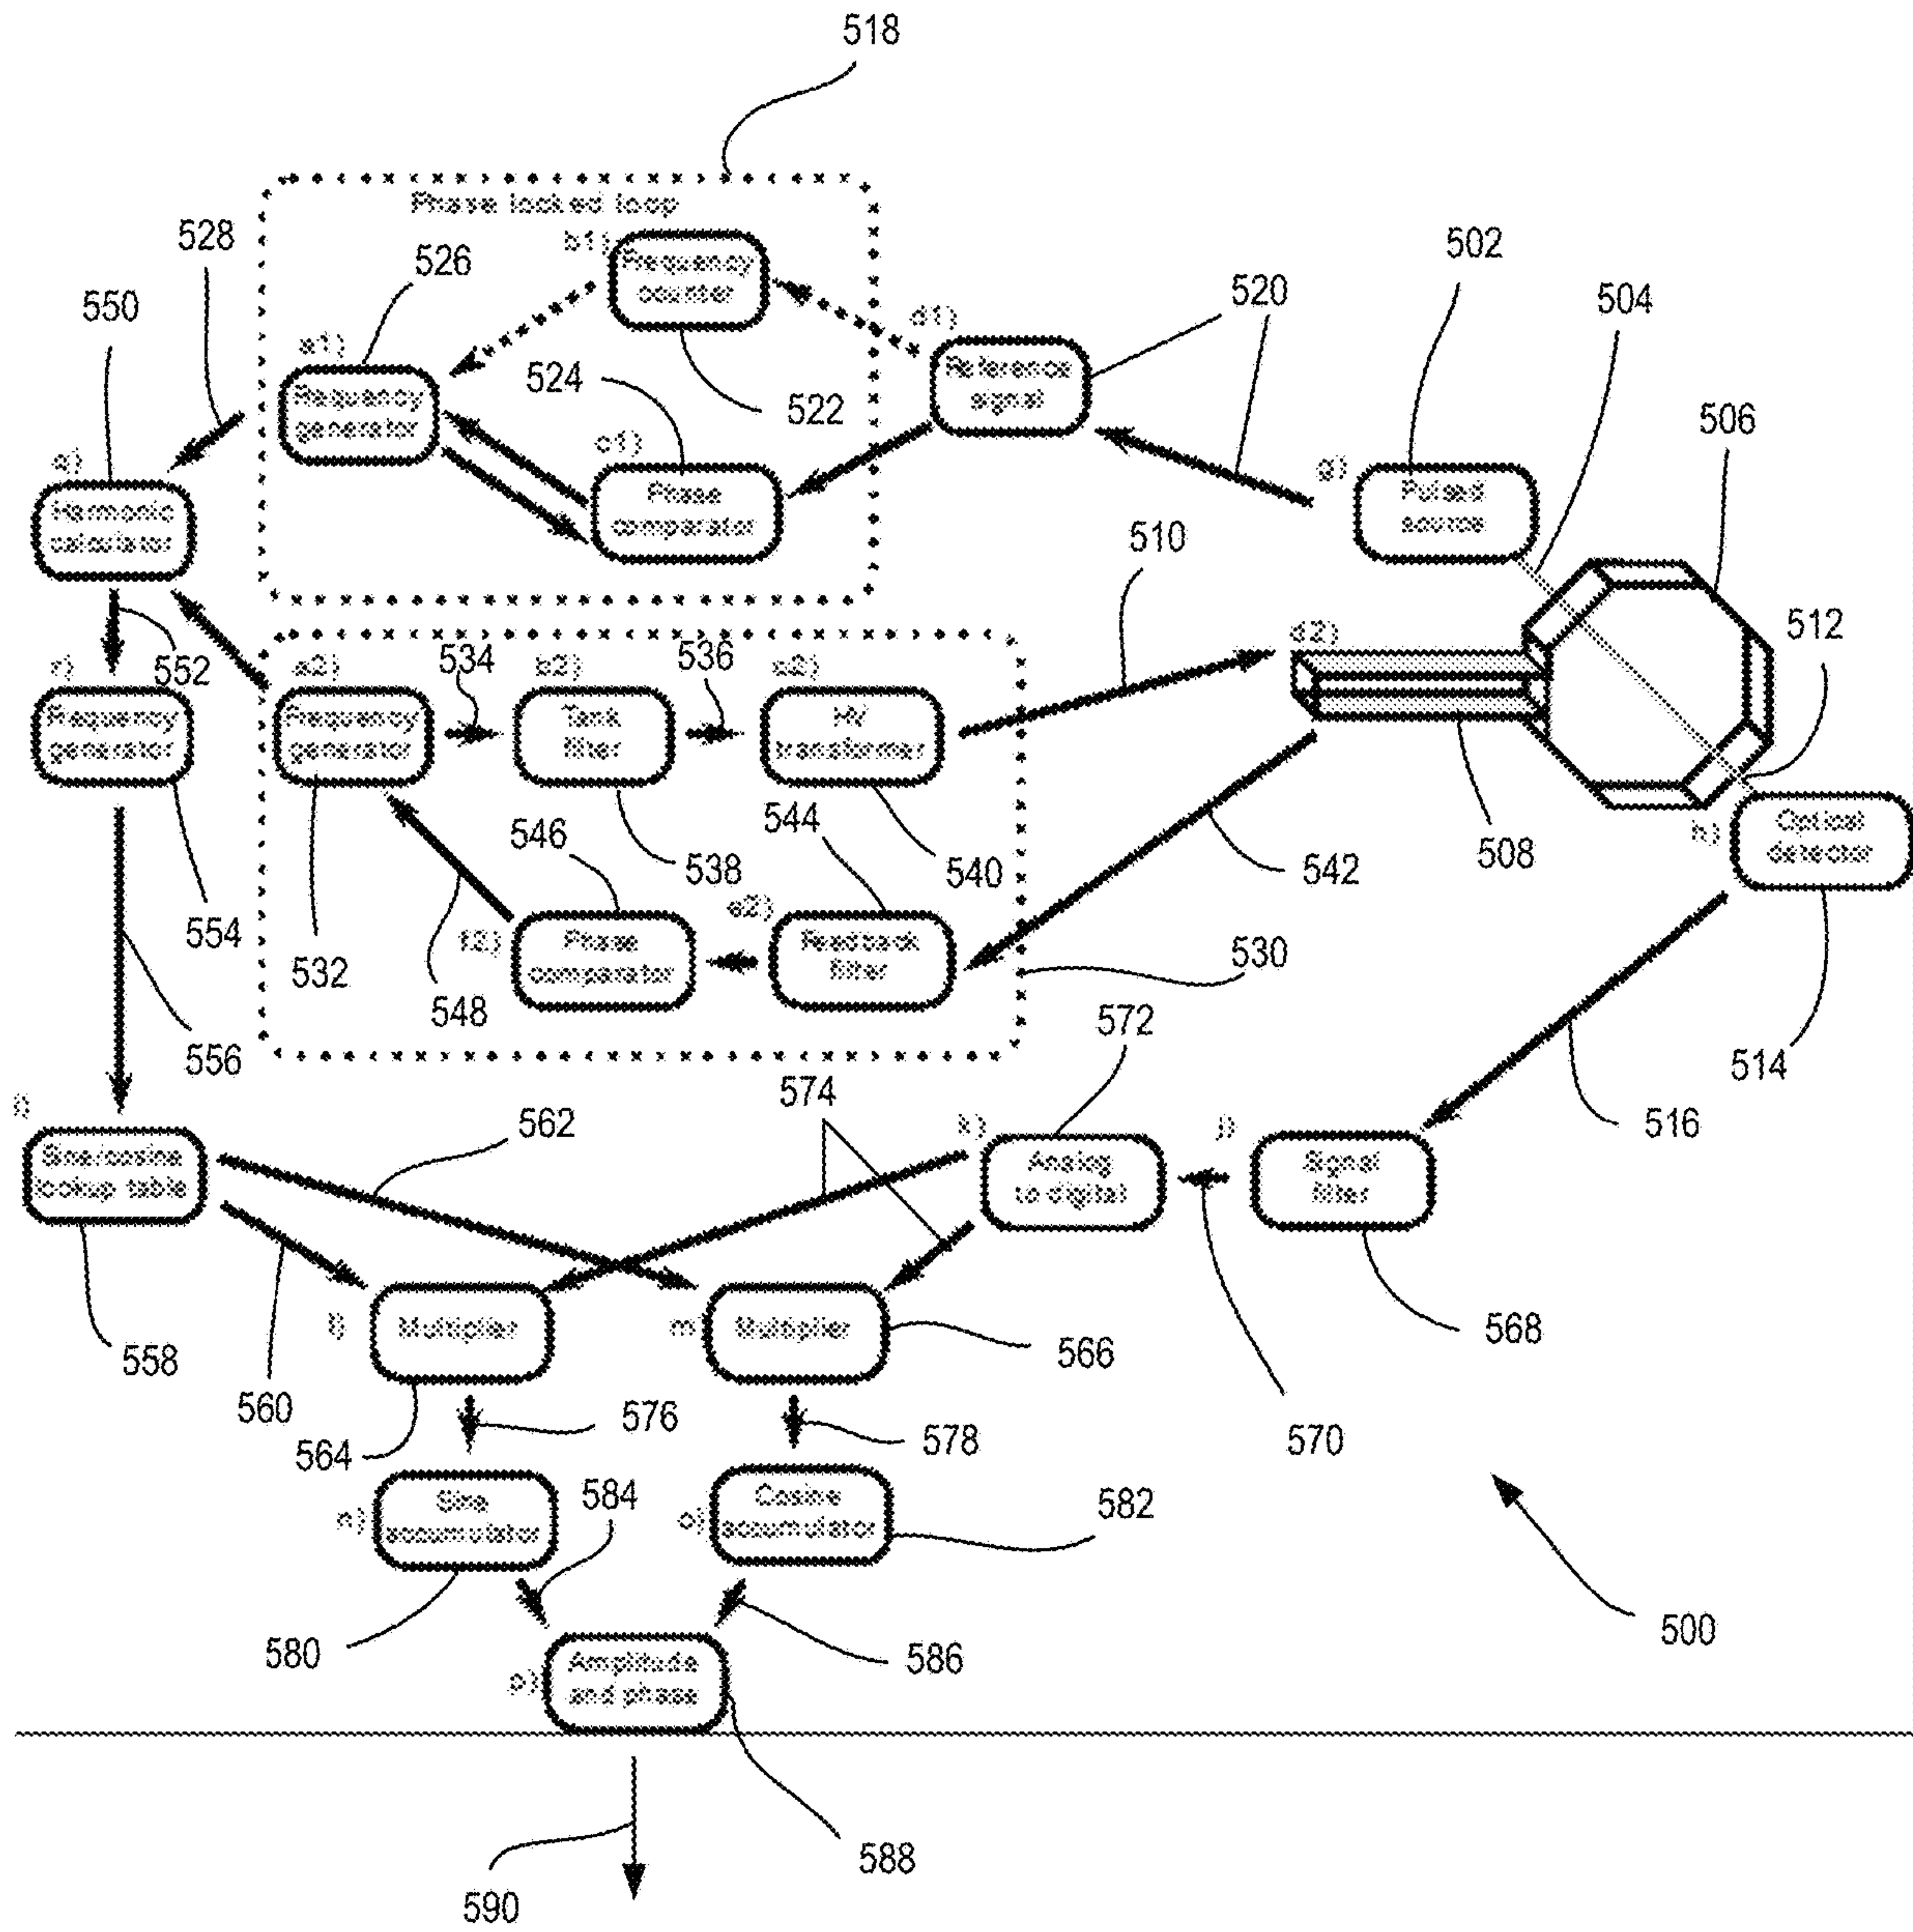 518
Phase locked loop
528
526
b1)
Frequency
counter
502
504
550
520
a1)
d1)
524
Reference
signal
522
506
Frequency
generator
c1)
q)
g)
Pulsed
source
Phase
comparator
Harmonic
510
512
552
534
536
r)
a2)
b2)
c2)
d2)
Frequency
generator
Frequency
generator
Tank
filter
HV
transformer
544
546
h)
Optical
detector
538
540
542
508
554
e2)
532
f2)
Phase
comparator
Feedback
filter
530
548
572
556
574
514
i)
562
k)
j)
516
Sine/cosine
lookup table
Analog
to digital
Signal
filter
l)
Multiplier
m)
Multiplier
568
558
566
560
576
578
570
564
584
582
n)
Sine
accumulator
o)
Cosine
accumulator
580
586
500
p)
Amplitude
and phase
588
590